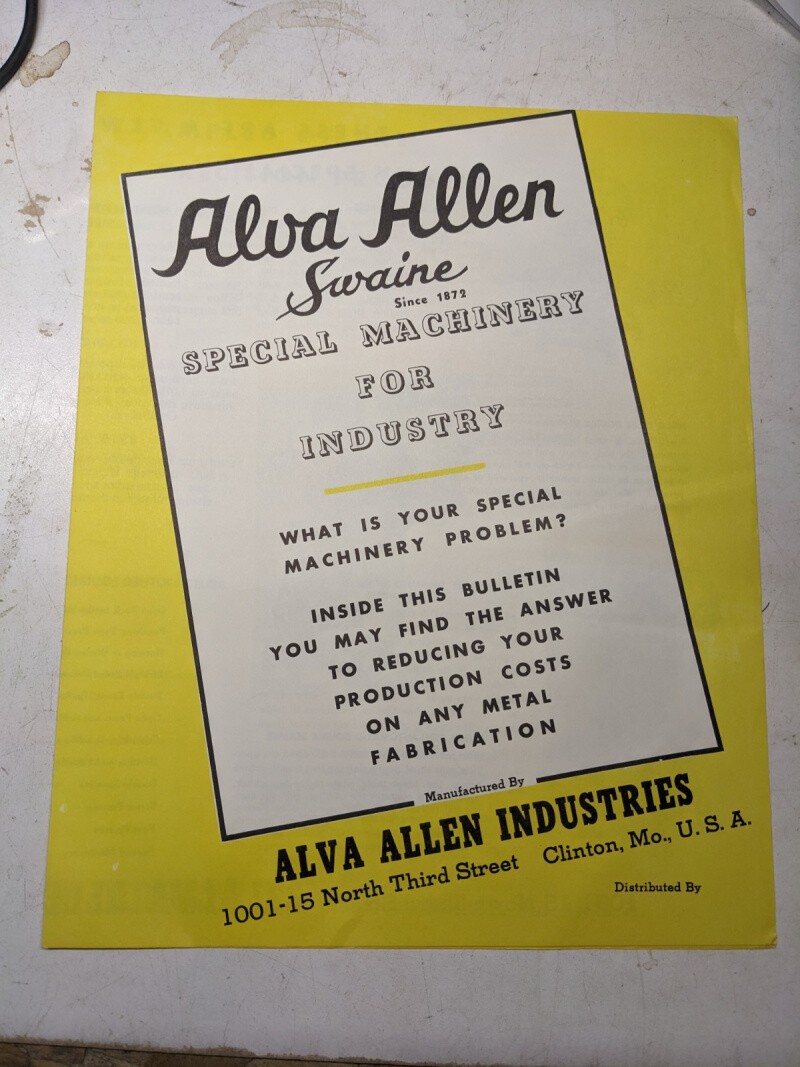 Alva Allen
Swaine
Since 1872
SPECIAL MACHINERY
FOR
INDUSTRY
WHAT IS YOUR SPECIAL
MACHINERY PROBLEM?
INSIDE THIS BULLETIN
YOU MAY FIND THE ANSWER
TO REDUCING YOUR
PRODUCTION COSTS
ON ANY METAL
FABRICATION
Manufactured By
ALVA ALLEN INDUSTRIES
1001-15 North Third Street Clinton, Mo., U. S. A.
Distributed By